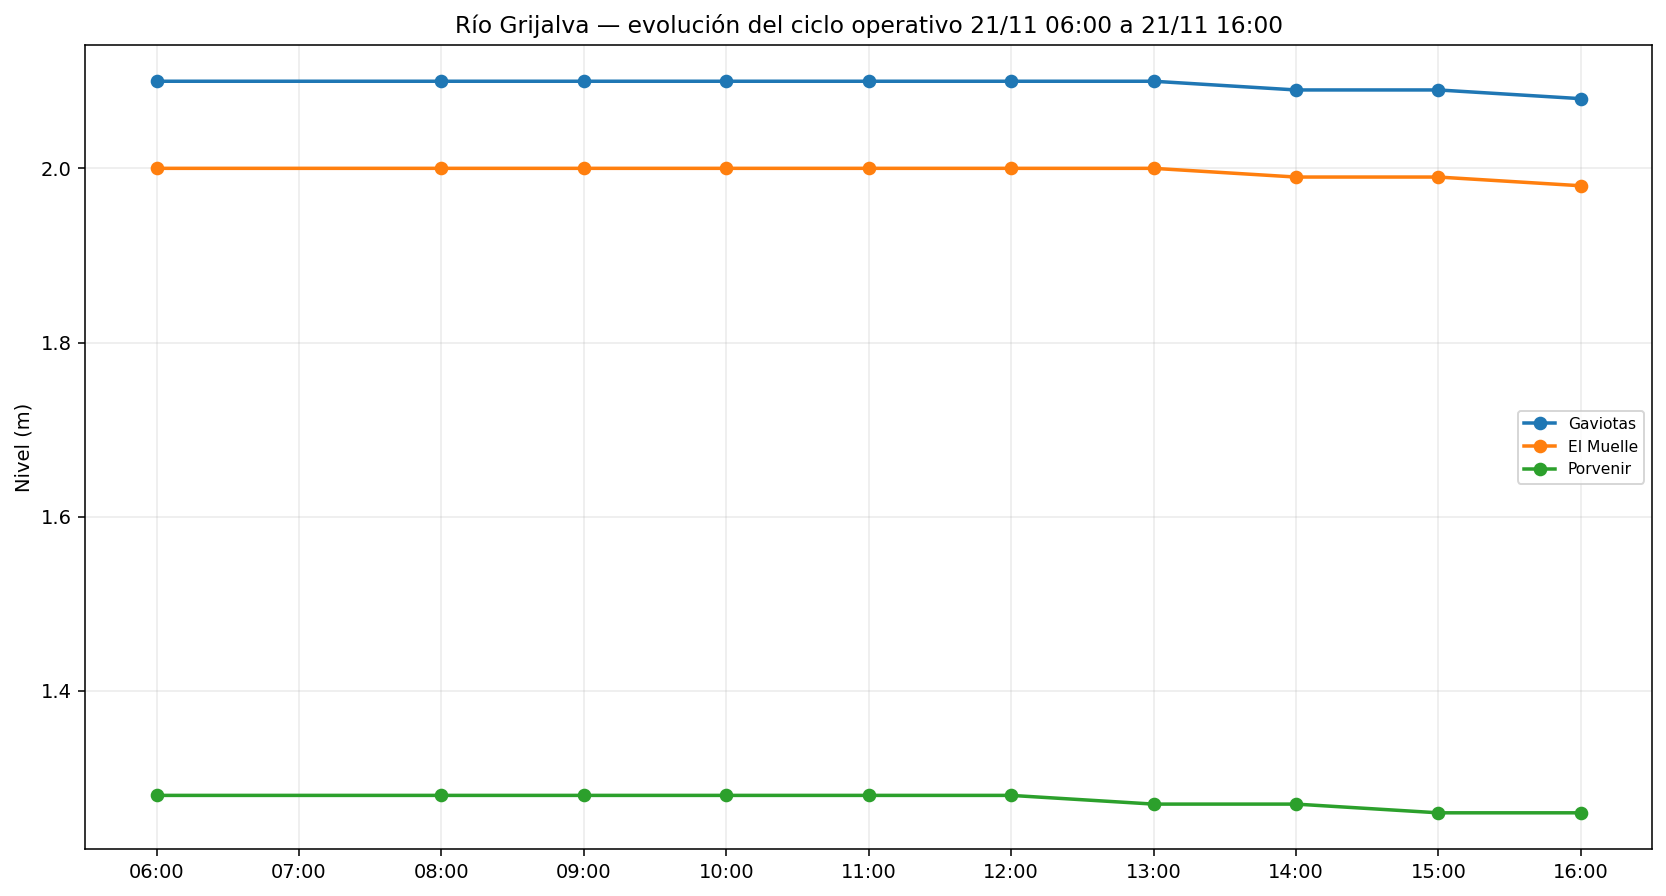 Río Grijalva — evolución del ciclo operativo 21/11 06:00 a 21/11 16:00
Nivel (m)
2.0
1.8
1.6
1.4
Gaviotas
El Muelle
Porvenir
06:00 07:00 08:00 09:00 10:00 11:00 12:00 13:00 14:00 15:00 16:00